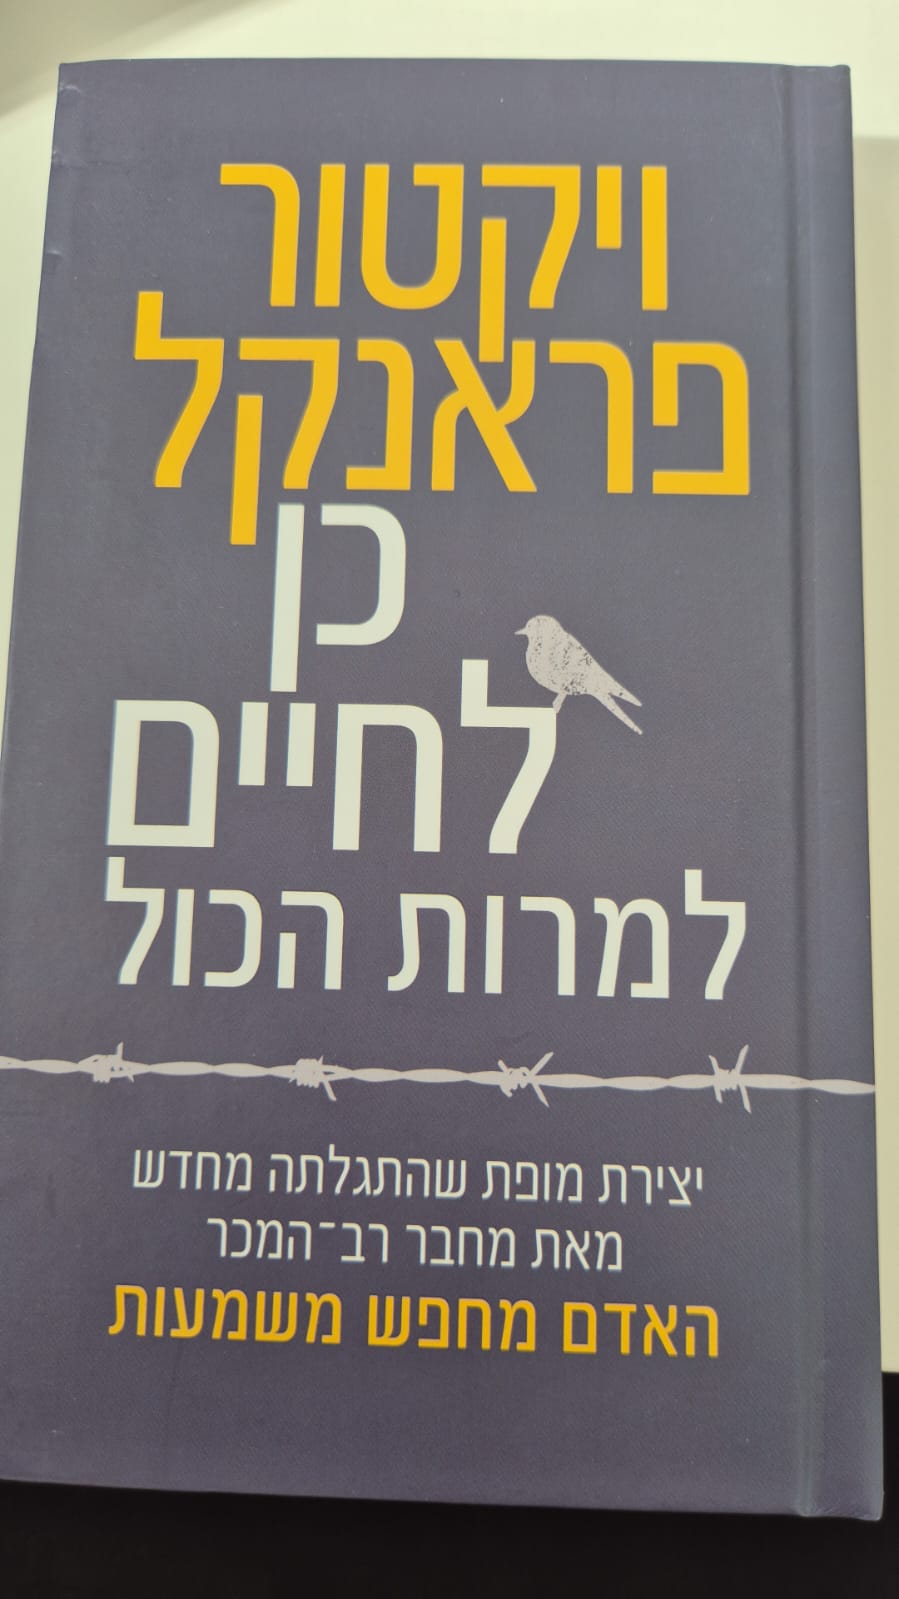 ויקטור
פראנקל
כן
לחיים
למרות הכול
יצירת מופת שהתגלתה מחדש
מאת מחבר רב־המכר
האדם מחפש משמעות